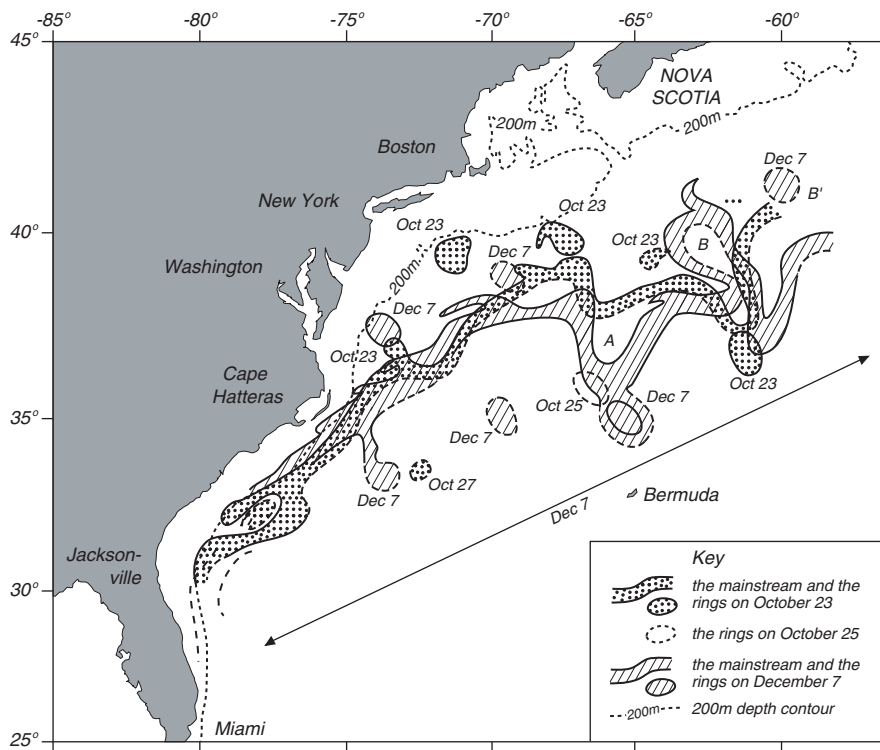 -85°
-80°
-75°
-70°
-65°
-60°
45°
NOVA
SCOTIA
200m
200m
Boston
Dec 7
New York
B'
Oct 23
Oct 23
40°
Oct 23
B
Dec 7
Washington
200m
Dec 7
A
Oct 23
Cape
Hatteras
Oct 23
Oct 25
Dec 7
35°
Dec 7
Oct 27
Dec 7
Bermuda
Dec 7
Jackson-
ville
Key
30°
the mainstream and the
rings on October 23
the rings on October 25
the mainstream and the
rings on December 7
200m
200m depth contour
Miami
25°